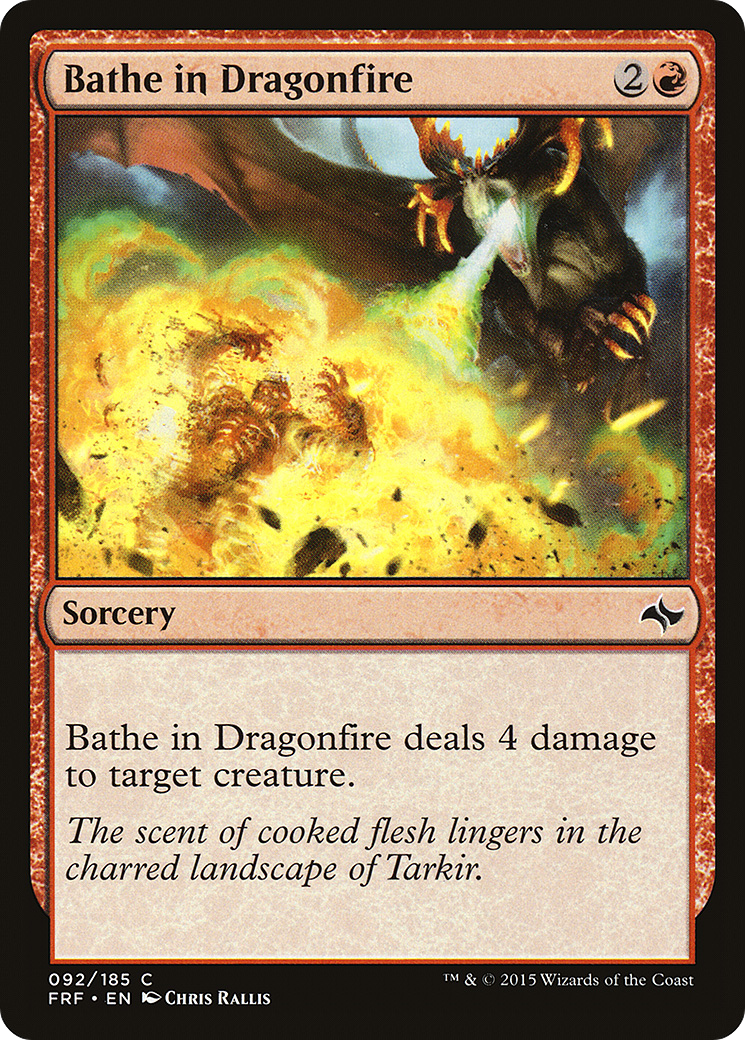 Bathe in Dragonfire 2
Sorcery
Bathe in Dragonfire deals 4 damage
to target creature.
The scent of cooked flesh lingers in the
charred landscape of Tarkir.
092/185 C
FRF • EN Chris Rallis
™ & © 2015 Wizards of the Coast